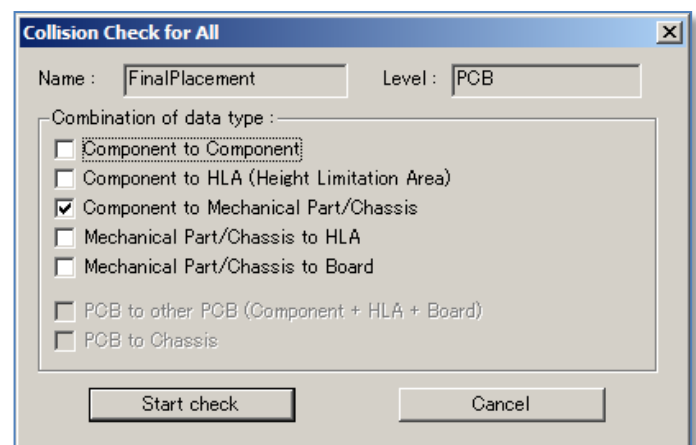 Collision Check for All
Name : FinalPlacement Level : PCB
Combination of data type :
Component to Component
Component to HLA (Height Limitation Area)
Component to Mechanical Part/Chassis
Mechanical Part/Chassis to HLA
Mechanical Part/Chassis to Board
PCB to other PCB (Component + HLA + Board)
PCB to Chassis
Start check Cancel